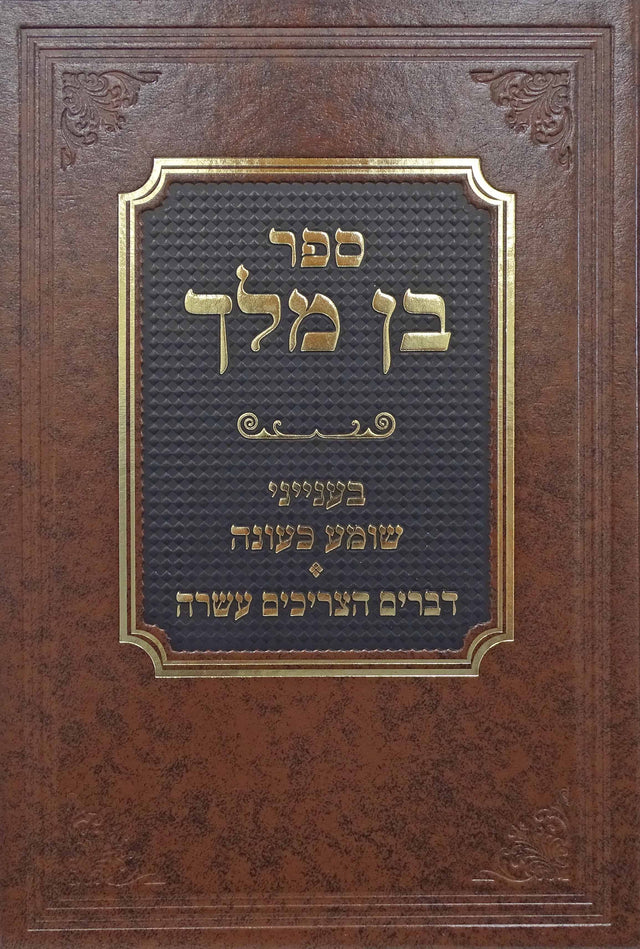 ספר
בן מלך
בענייני
שומע כעונה
דברים הצריכים עשרה